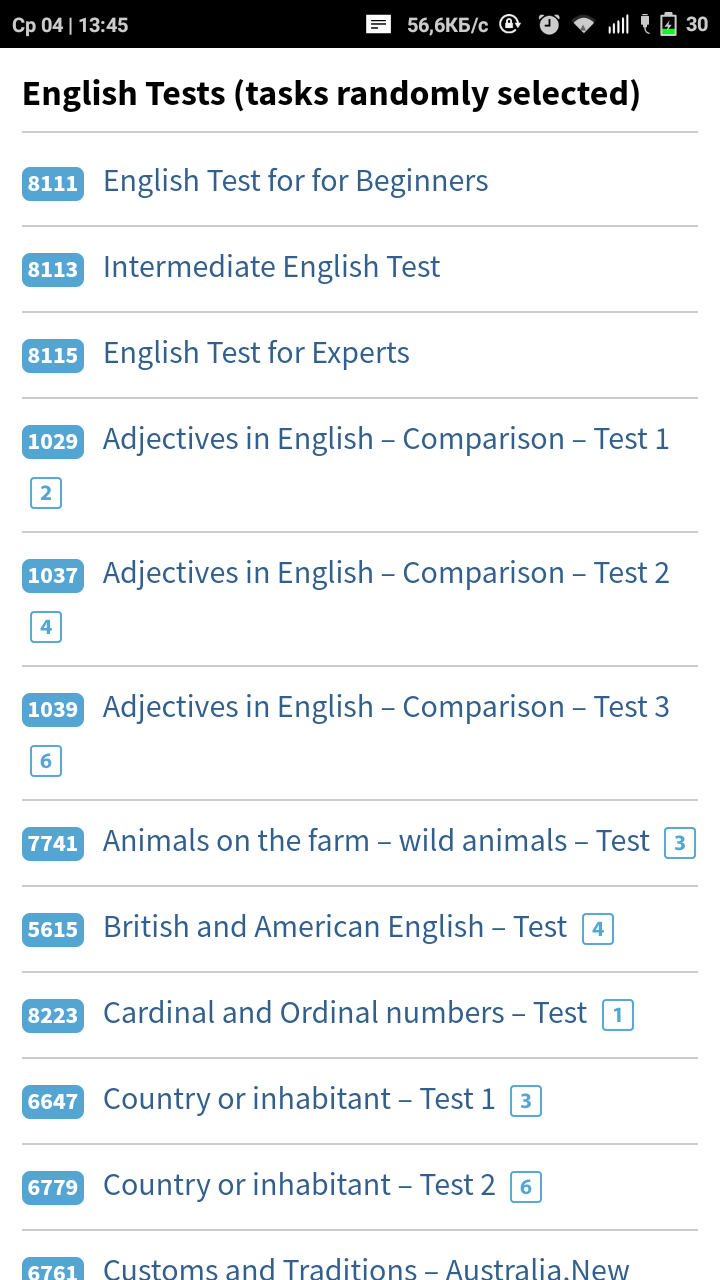 Ср 04 | 13:45 56,6КБ/с 30
English Tests (tasks randomly selected)
8111 English Test for for Beginners
8113 Intermediate English Test
8115 English Test for Experts
1029 Adjectives in English – Comparison – Test 1
2
1037 Adjectives in English – Comparison – Test 2
4
1039 Adjectives in English – Comparison – Test 3
6
7741 Animals on the farm – wild animals – Test 3
5615 British and American English – Test 4
8223 Cardinal and Ordinal numbers – Test 1
6647 Country or inhabitant – Test 1 3
6779 Country or inhabitant – Test 2 6
6761 Customs and Traditions – Australia,New